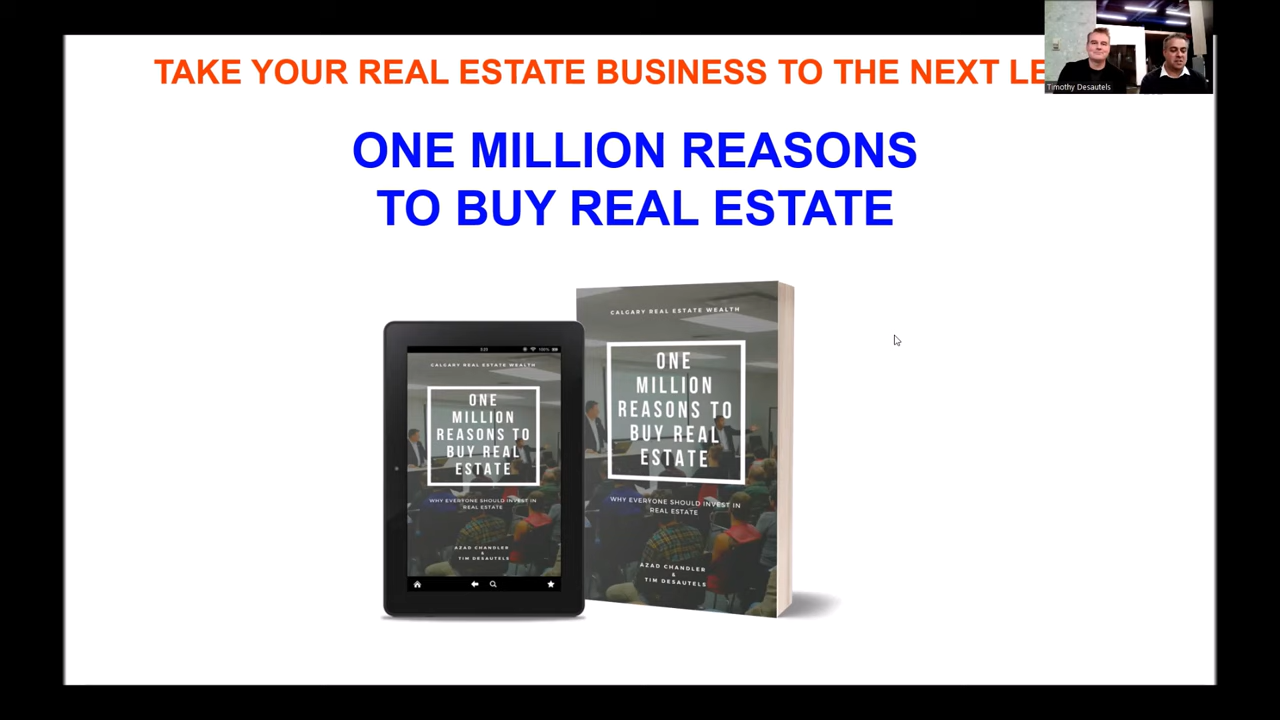 TAKE YOUR REAL ESTATE BUSINESS TO THE NEXT LE
Timothy Desautels
ONE MILLION REASONS
TO BUY REAL ESTATE
CALGARY REAL ESTATE WEALTH
ONE
MILLION
REASONS TO
BUY REAL
ESTATE
WHY EVERYONE SHOULD INVEST IN
REAL ESTATE
AZAD CHANDLER
&
TIM DESAUTELS
100%
CALGARY REAL ESTATE WEALTH
ONE
MILLION
REASONS TO
BUY REAL
ESTATE
WHY EVERYONE SHOULD INVEST IN
REAL ESTATE
AZAD CHANDLER
&
TIM DESAUTELS